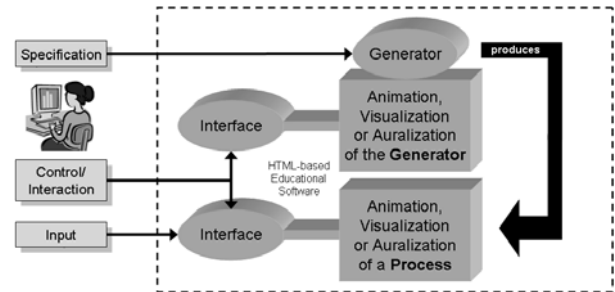 Specification
Generator
produces
Animation,
Visualization
or Auralization
of the Generator
Interface
Control/
Interaction
HTML-based
Educational
Software
Input
Interface
Animation,
Visualization
or Auralization
of a Process